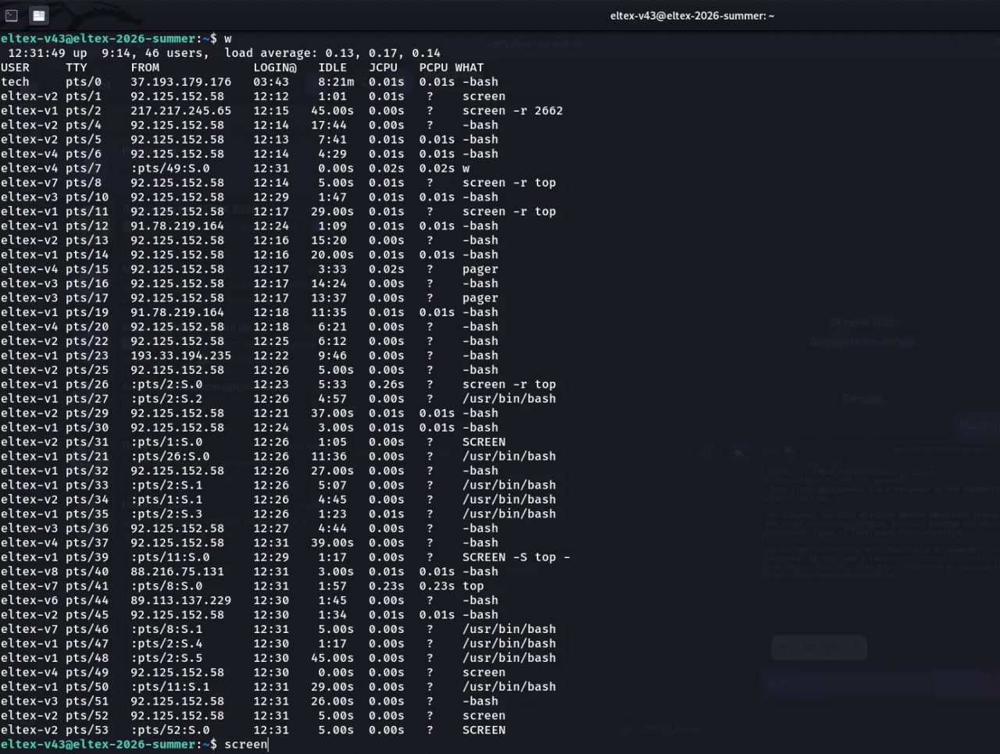 eltex-v43@eltex-2026-summer: ~
eltex-v43@eltex-2026-summer:~$ w
 12:31:49 up  9:14, 46 users,  load average: 0.13, 0.17, 0.14
USER     TTY      FROM             LOGIN@   IDLE   JCPU   PCPU WHAT
tech     pts/0    37.193.179.176   03:43    8:21m  0.01s  0.01s -bash
eltex-v2 pts/1    92.125.152.58    12:12    1:01   0.01s   ?    screen
eltex-v1 pts/2    217.217.245.65   12:15   45.00s  0.00s   ?    screen -r 2662
eltex-v2 pts/4    92.125.152.58    12:14   17:44   0.00s   ?    -bash
eltex-v2 pts/5    92.125.152.58    12:13    7:41   0.01s  0.01s -bash
eltex-v4 pts/6    92.125.152.58    12:14    4:29   0.01s  0.01s -bash
eltex-v4 pts/7    :pts/49:S.0      12:31    0.00s  0.02s  0.02s w
eltex-v7 pts/8    92.125.152.58    12:14    5.00s  0.01s   ?    screen -r top
eltex-v3 pts/10   92.125.152.58    12:29    1:47   0.01s  0.01s -bash
eltex-v1 pts/11   92.125.152.58    12:17   29.00s  0.01s   ?    screen -r top
eltex-v1 pts/12   91.78.219.164    12:24    1:09   0.01s  0.01s -bash
eltex-v2 pts/13   92.125.152.58    12:16   15:20   0.00s   ?    -bash
eltex-v1 pts/14   92.125.152.58    12:16   20.00s  0.01s  0.01s -bash
eltex-v4 pts/15   92.125.152.58    12:17    3:33   0.02s   ?    pager
eltex-v3 pts/16   92.125.152.58    12:17   14:24   0.00s   ?    -bash
eltex-v3 pts/17   92.125.152.58    12:17   13:37   0.00s   ?    pager
eltex-v1 pts/19   91.78.219.164    12:18   11:35   0.01s  0.01s -bash
eltex-v4 pts/20   92.125.152.58    12:18    6:21   0.00s   ?    -bash
eltex-v2 pts/22   92.125.152.58    12:25    6:12   0.00s   ?    -bash
eltex-v1 pts/23   193.33.194.235   12:22    9:46   0.00s   ?    -bash
eltex-v2 pts/25   92.125.152.58    12:26    5.00s  0.00s   ?    -bash
eltex-v1 pts/26   :pts/2:S.0       12:23    5:33   0.26s   ?    screen -r top
eltex-v1 pts/27   :pts/2:S.2       12:26    4:57   0.00s   ?    /usr/bin/bash
eltex-v2 pts/29   92.125.152.58    12:21   37.00s  0.01s  0.01s -bash
eltex-v1 pts/30   92.125.152.58    12:24    3.00s  0.01s  0.01s -bash
eltex-v2 pts/31   :pts/1:S.0       12:26    1:05   0.00s   ?    SCREEN
eltex-v1 pts/21   :pts/26:S.0      12:26   11:36   0.00s   ?    /usr/bin/bash
eltex-v1 pts/32   92.125.152.58    12:26   27.00s  0.00s   ?    -bash
eltex-v1 pts/33   :pts/2:S.1       12:26    5:07   0.00s   ?    /usr/bin/bash
eltex-v2 pts/34   :pts/1:S.1       12:26    4:45   0.00s   ?    /usr/bin/bash
eltex-v1 pts/35   :pts/2:S.3       12:26    1:23   0.01s   ?    /usr/bin/bash
eltex-v3 pts/36   92.125.152.58    12:27    4:44   0.00s   ?    -bash
eltex-v4 pts/37   92.125.152.58    12:31   39.00s  0.00s   ?    -bash
eltex-v1 pts/39   :pts/11:S.0      12:29    1:17   0.00s   ?    SCREEN -S top -
eltex-v8 pts/40   88.216.75.131    12:31    3.00s  0.01s  0.01s -bash
eltex-v7 pts/41   :pts/8:S.0       12:31    1:57   0.23s  0.23s top
eltex-v6 pts/44   89.113.137.229   12:30    1:45   0.00s   ?    -bash
eltex-v2 pts/45   92.125.152.58    12:30    1:34   0.01s  0.01s -bash
eltex-v7 pts/46   :pts/8:S.1       12:31    5.00s  0.00s   ?    /usr/bin/bash
eltex-v1 pts/47   :pts/2:S.4       12:30    1:17   0.00s   ?    /usr/bin/bash
eltex-v1 pts/48   :pts/2:S.5       12:30   45.00s  0.00s   ?    /usr/bin/bash
eltex-v4 pts/49   92.125.152.58    12:30    0.00s  0.00s   ?    screen
eltex-v1 pts/50   :pts/11:S.1      12:31   29.00s  0.00s   ?    /usr/bin/bash
eltex-v3 pts/51   92.125.152.58    12:31   26.00s  0.00s   ?    -bash
eltex-v2 pts/52   92.125.152.58    12:31    5.00s  0.00s   ?    screen
eltex-v2 pts/53   :pts/52:S.0      12:31    5.00s  0.00s   ?    SCREEN
eltex-v43@eltex-2026-summer:~$ screen
1 непрочитанный чат
24 июня 2026
Сохраните что-нибудь
Сегодня
Сообщение